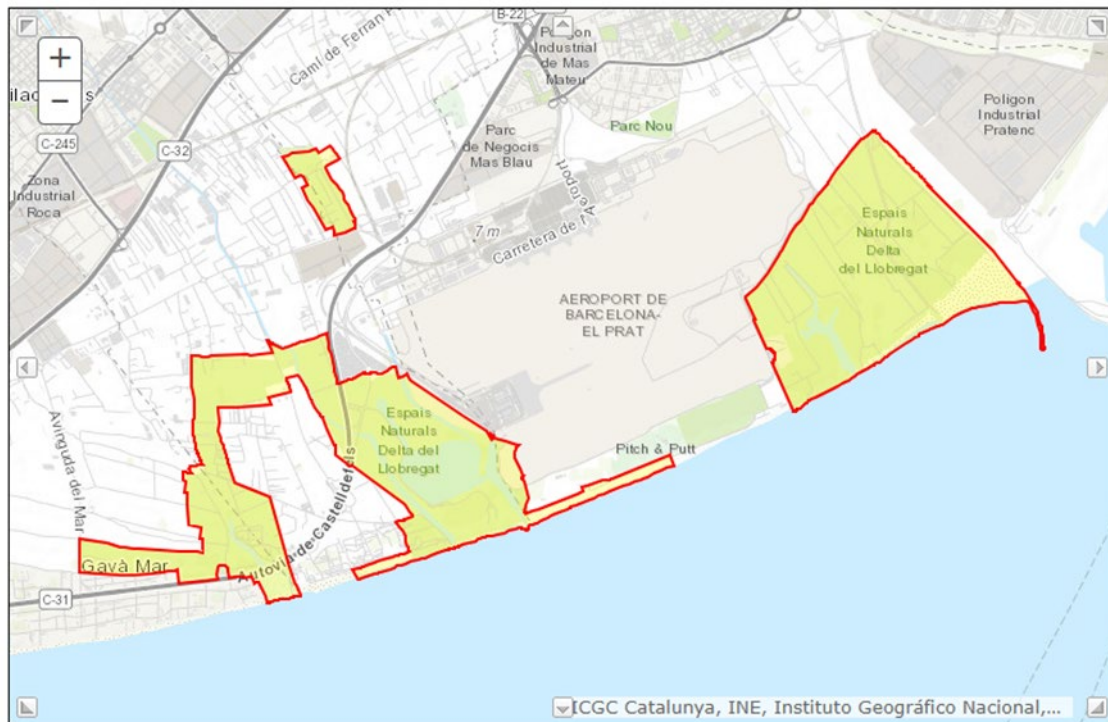 B-22
+
−
Camí de Ferran P
Polígon
Industrial
de Mas
Mateu
ilac
s
C-245
C-32
Parc Nou
Parc
de Negocis
Mas Blau
Polígon
Industrial
Pratenc
Zona
Industrial
Roca
Aeroport
7 m
Carretera de l'
Espais
Naturals
Delta
del Llobregat
AEROPORT DE
BARCELONA-
EL PRAT
Avinguda del Mar
Espais
Naturals
Delta del
Llobregat
Pitch & Putt
Autovia de Castelldefels
Gavà Mar
C-31
ICGC Catalunya, INE, Instituto Geográfico Nacional,...